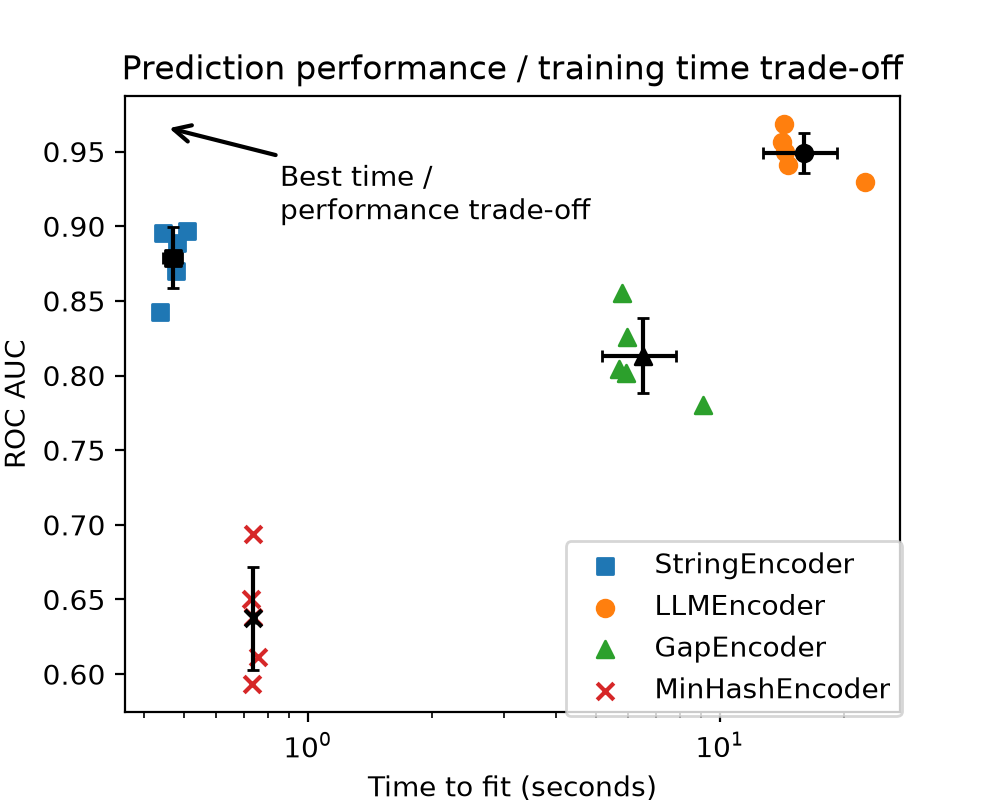 Prediction performance / training time trade-off
Best time /
performance trade-off
ROC AUC
0.95
0.90
0.85
0.80
0.75
0.70
0.65
0.60
StringEncoder
LLMEncoder
GapEncoder
MinHashEncoder
10⁰
10¹
Time to fit (seconds)